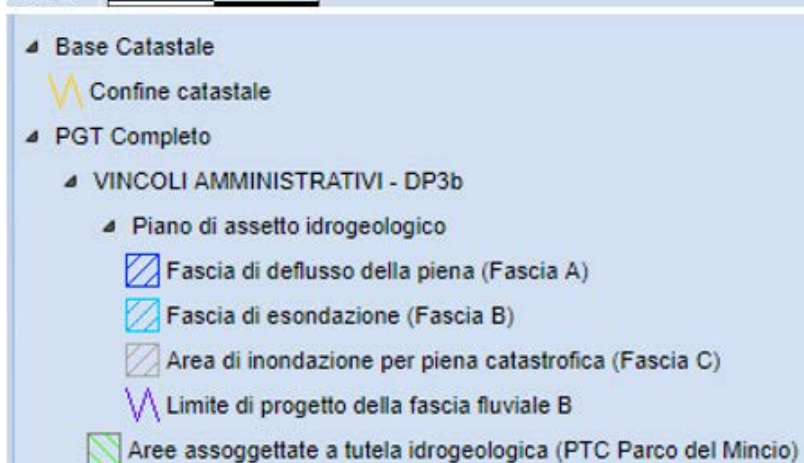 Base Catastale
Confine catastale
PGT Completo
VINCOLI AMMINISTRATIVI - DP3b
Piano di assetto idrogeologico
Fascia di deflusso della piena (Fascia A)
Fascia di esondazione (Fascia B)
Area di inondazione per piena catastrofica (Fascia C)
Limite di progetto della fascia fluviale B
Aree assoggettate a tutela idrogeologica (PTC Parco del Mincio)